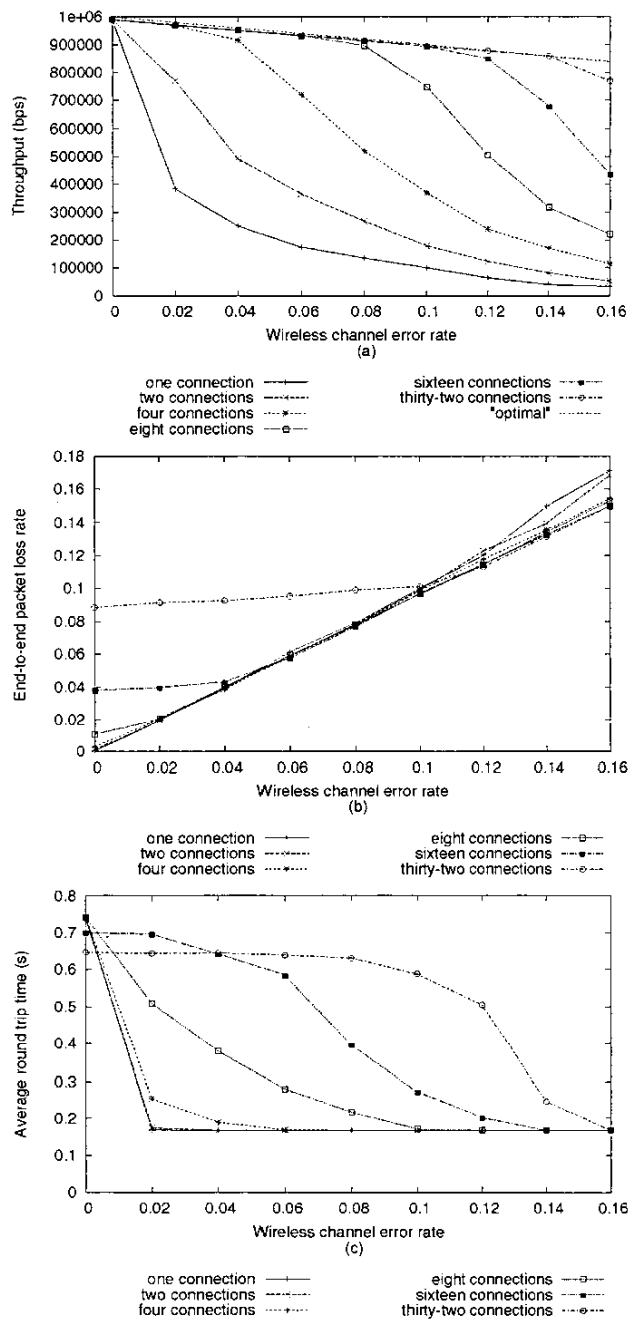 1e+06
900000
800000
700000
600000
500000
400000
300000
200000
100000
0
Throughput (bps)
0 0.02 0.04 0.06 0.08 0.1 0.12 0.14 0.16
Wireless channel error rate
(a)
one connection
two connections
four connections
eight connections
sixteen connections
thirty-two connections
"optimal"
0.18
0.16
0.14
0.12
0.1
0.08
0.06
0.04
0.02
0
End-to-end packet loss rate
0 0.02 0.04 0.06 0.08 0.1 0.12 0.14 0.16
Wireless channel error rate
(b)
one connection
two connections
four connections
eight connections
sixteen connections
thirty-two connections
0.8
0.7
0.6
0.5
0.4
0.3
0.2
0.1
0
Average round trip time (s)
0 0.02 0.04 0.06 0.08 0.1 0.12 0.14 0.16
Wireless channel error rate
(c)
one connection
two connections
four connections
eight connections
sixteen connections
thirty-two connections